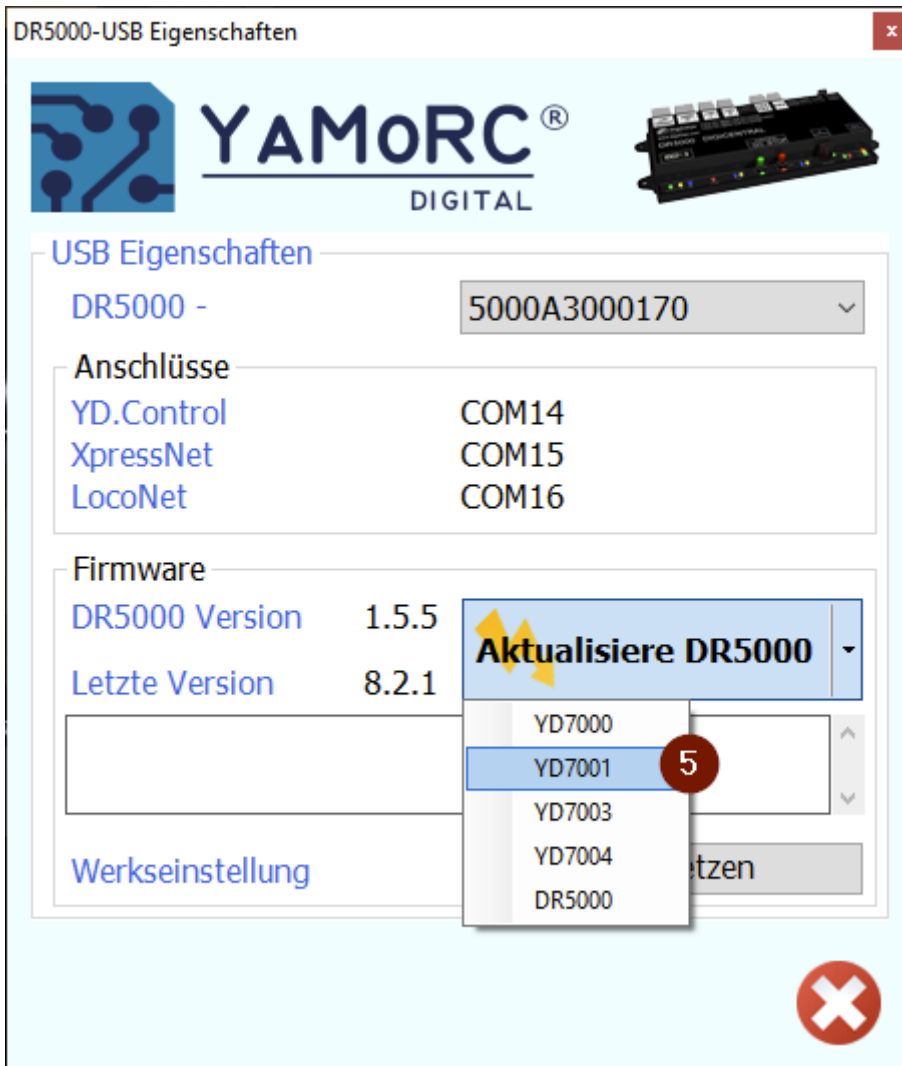 DR5000-USB Eigenschaften
x
YAMoRC®
DIGITAL
USB Eigenschaften
DR5000 - 5000A3000170
Anschlüsse
YD.Control COM14
XpressNet COM15
LocoNet COM16
Firmware
DR5000 Version 1.5.5
Aktualisiere DR5000
Letzte Version 8.2.1
YD7000
YD7001 5
YD7003
YD7004
Werkseinstellung etzen
DR5000